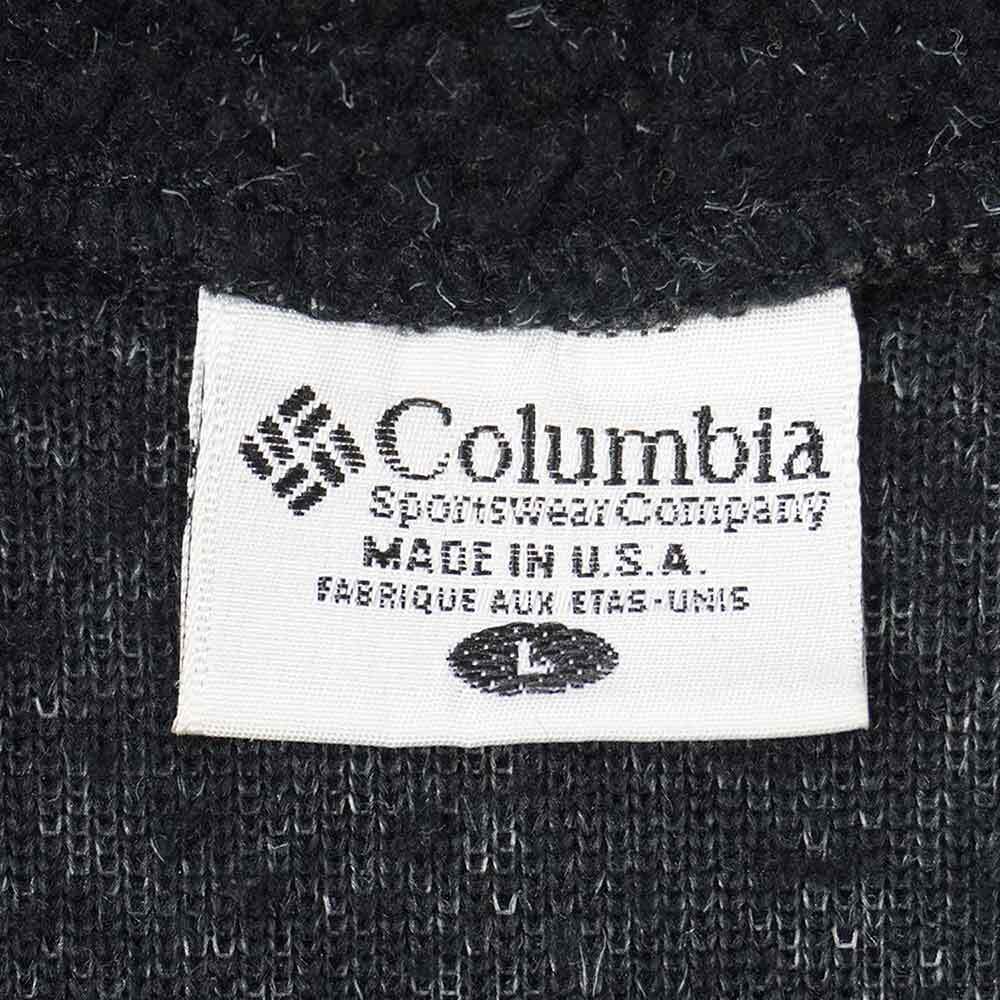 Columbia
Sportswear Company
MADE IN U.S.A.
FABRIQUE AUX ETAS-UNIS
L